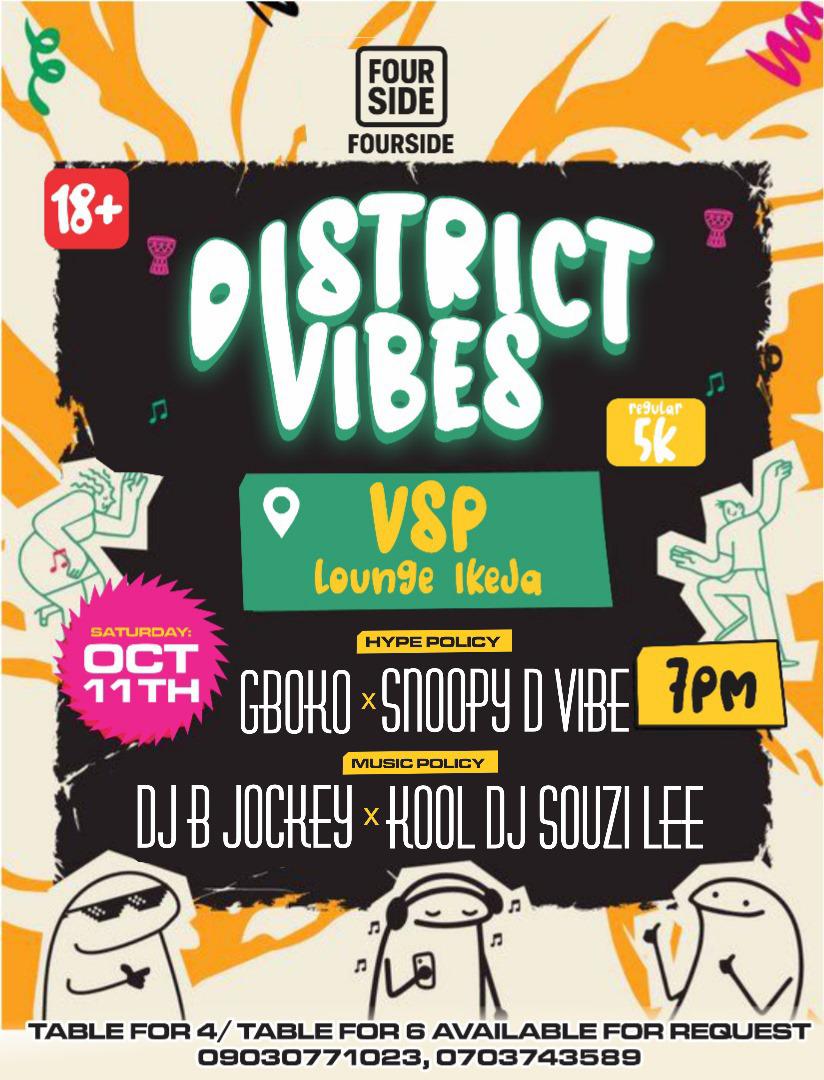 FOUR
SIDE
FOURSIDE
18+
DISTRICT
VIBES
regular
5k
VSP
Lounge Ikeja
SATURDAY:
OCT
11TH
HYPE POLICY
GBOKO x SNOOPY D VIBE
7PM
MUSIC POLICY
DJ B JOCKEY x KOOL DJ SOUZI LEE
TABLE FOR 4/ TABLE FOR 6 AVAILABLE FOR REQUEST
09030771023, 0703743589